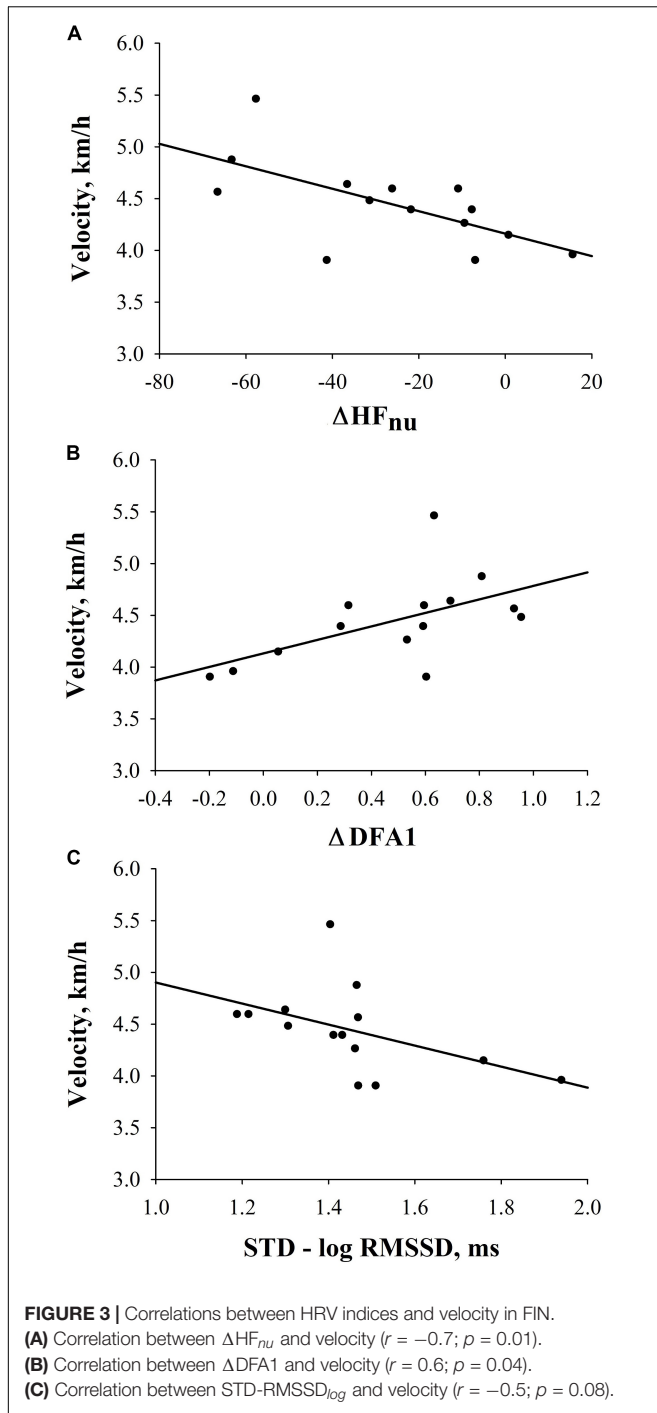 A
6.0
5.5
5.0
4.5
4.0
3.5
3.0
Velocity, km/h
-80 -60 -40 -20 0 20
ΔHFnu
B
6.0
5.5
5.0
4.5
4.0
3.5
3.0
Velocity, km/h
-0.4 -0.2 0.0 0.2 0.4 0.6 0.8 1.0 1.2
Δ DFA1
C
6.0
5.5
5.0
4.5
4.0
3.5
3.0
Velocity, km/h
1.0 1.2 1.4 1.6 1.8 2.0
STD - log RMSSD, ms
FIGURE 3 | Correlations between HRV indices and velocity in FIN.
(A) Correlation between ΔHFnu and velocity (r = −0.7; p = 0.01).
(B) Correlation between ΔDFA1 and velocity (r = 0.6; p = 0.04).
(C) Correlation between STD-RMSSDlog and velocity (r = −0.5; p = 0.08).